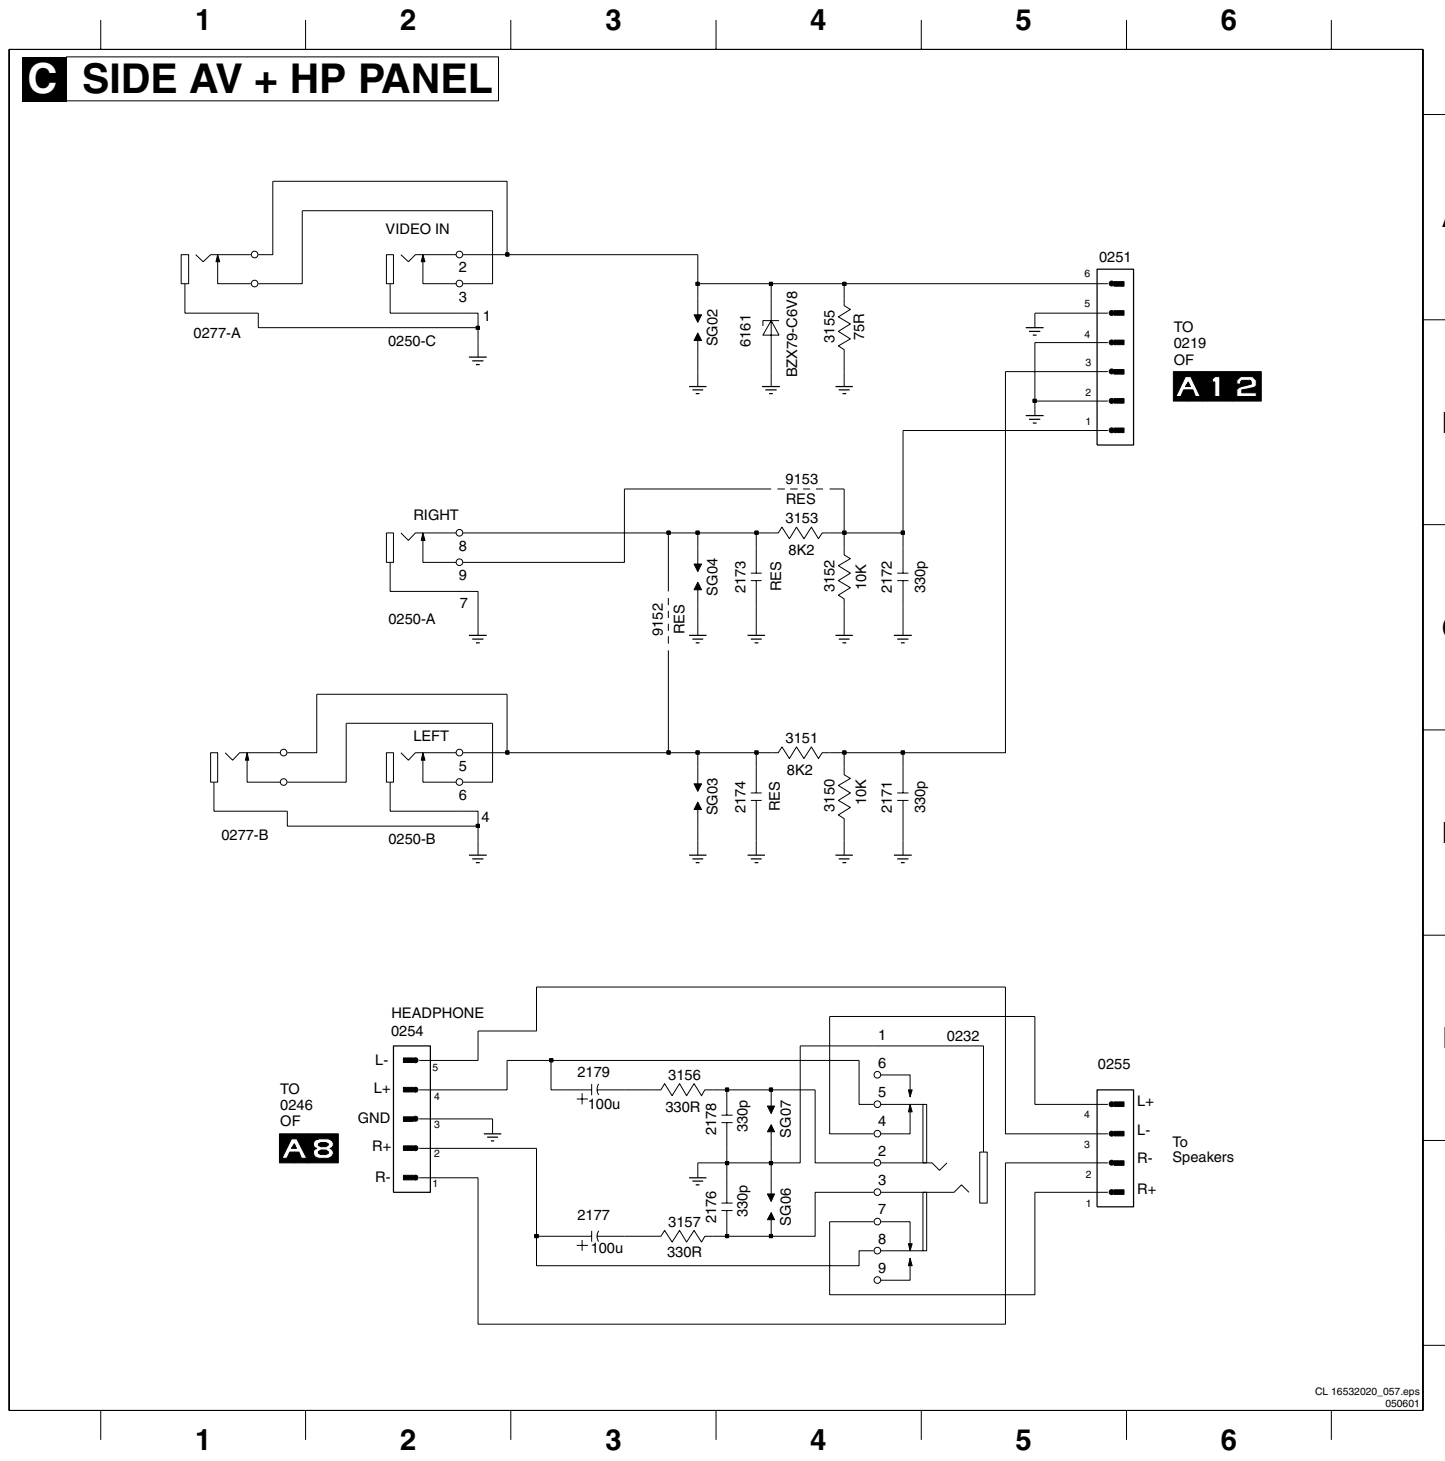 1 2 3 4 5 6
C SIDE AV + HP PANEL
VIDEO IN
2
3
1
0277-A
0250-C
SG02
6161
BZX79-C6V8
3155
75R
0251
6
5
4
3
2
1
TO
0219
OF
A12
9153
RES
RIGHT
8
9
7
0250-A
3153
8K2
9152
RES
SG04
2173
RES
3152
10K
2172
330p
LEFT
5
6
4
0277-B
0250-B
3151
8K2
SG03
2174
RES
3150
10K
2171
330p
HEADPHONE
0254
TO
0246
OF
A8
L-
L+
GND
R+
R-
5
4
3
2
1
2179
+100u
3156
330R
2178
330p
SG07
2177
+100u
3157
330R
2176
330p
SG06
1
6
5
4
2
3
7
8
9
0232
0255
L+
L-
R-
R+
4
3
2
1
To
Speakers
CL 16532020_057.eps
050601
1 2 3 4 5 6